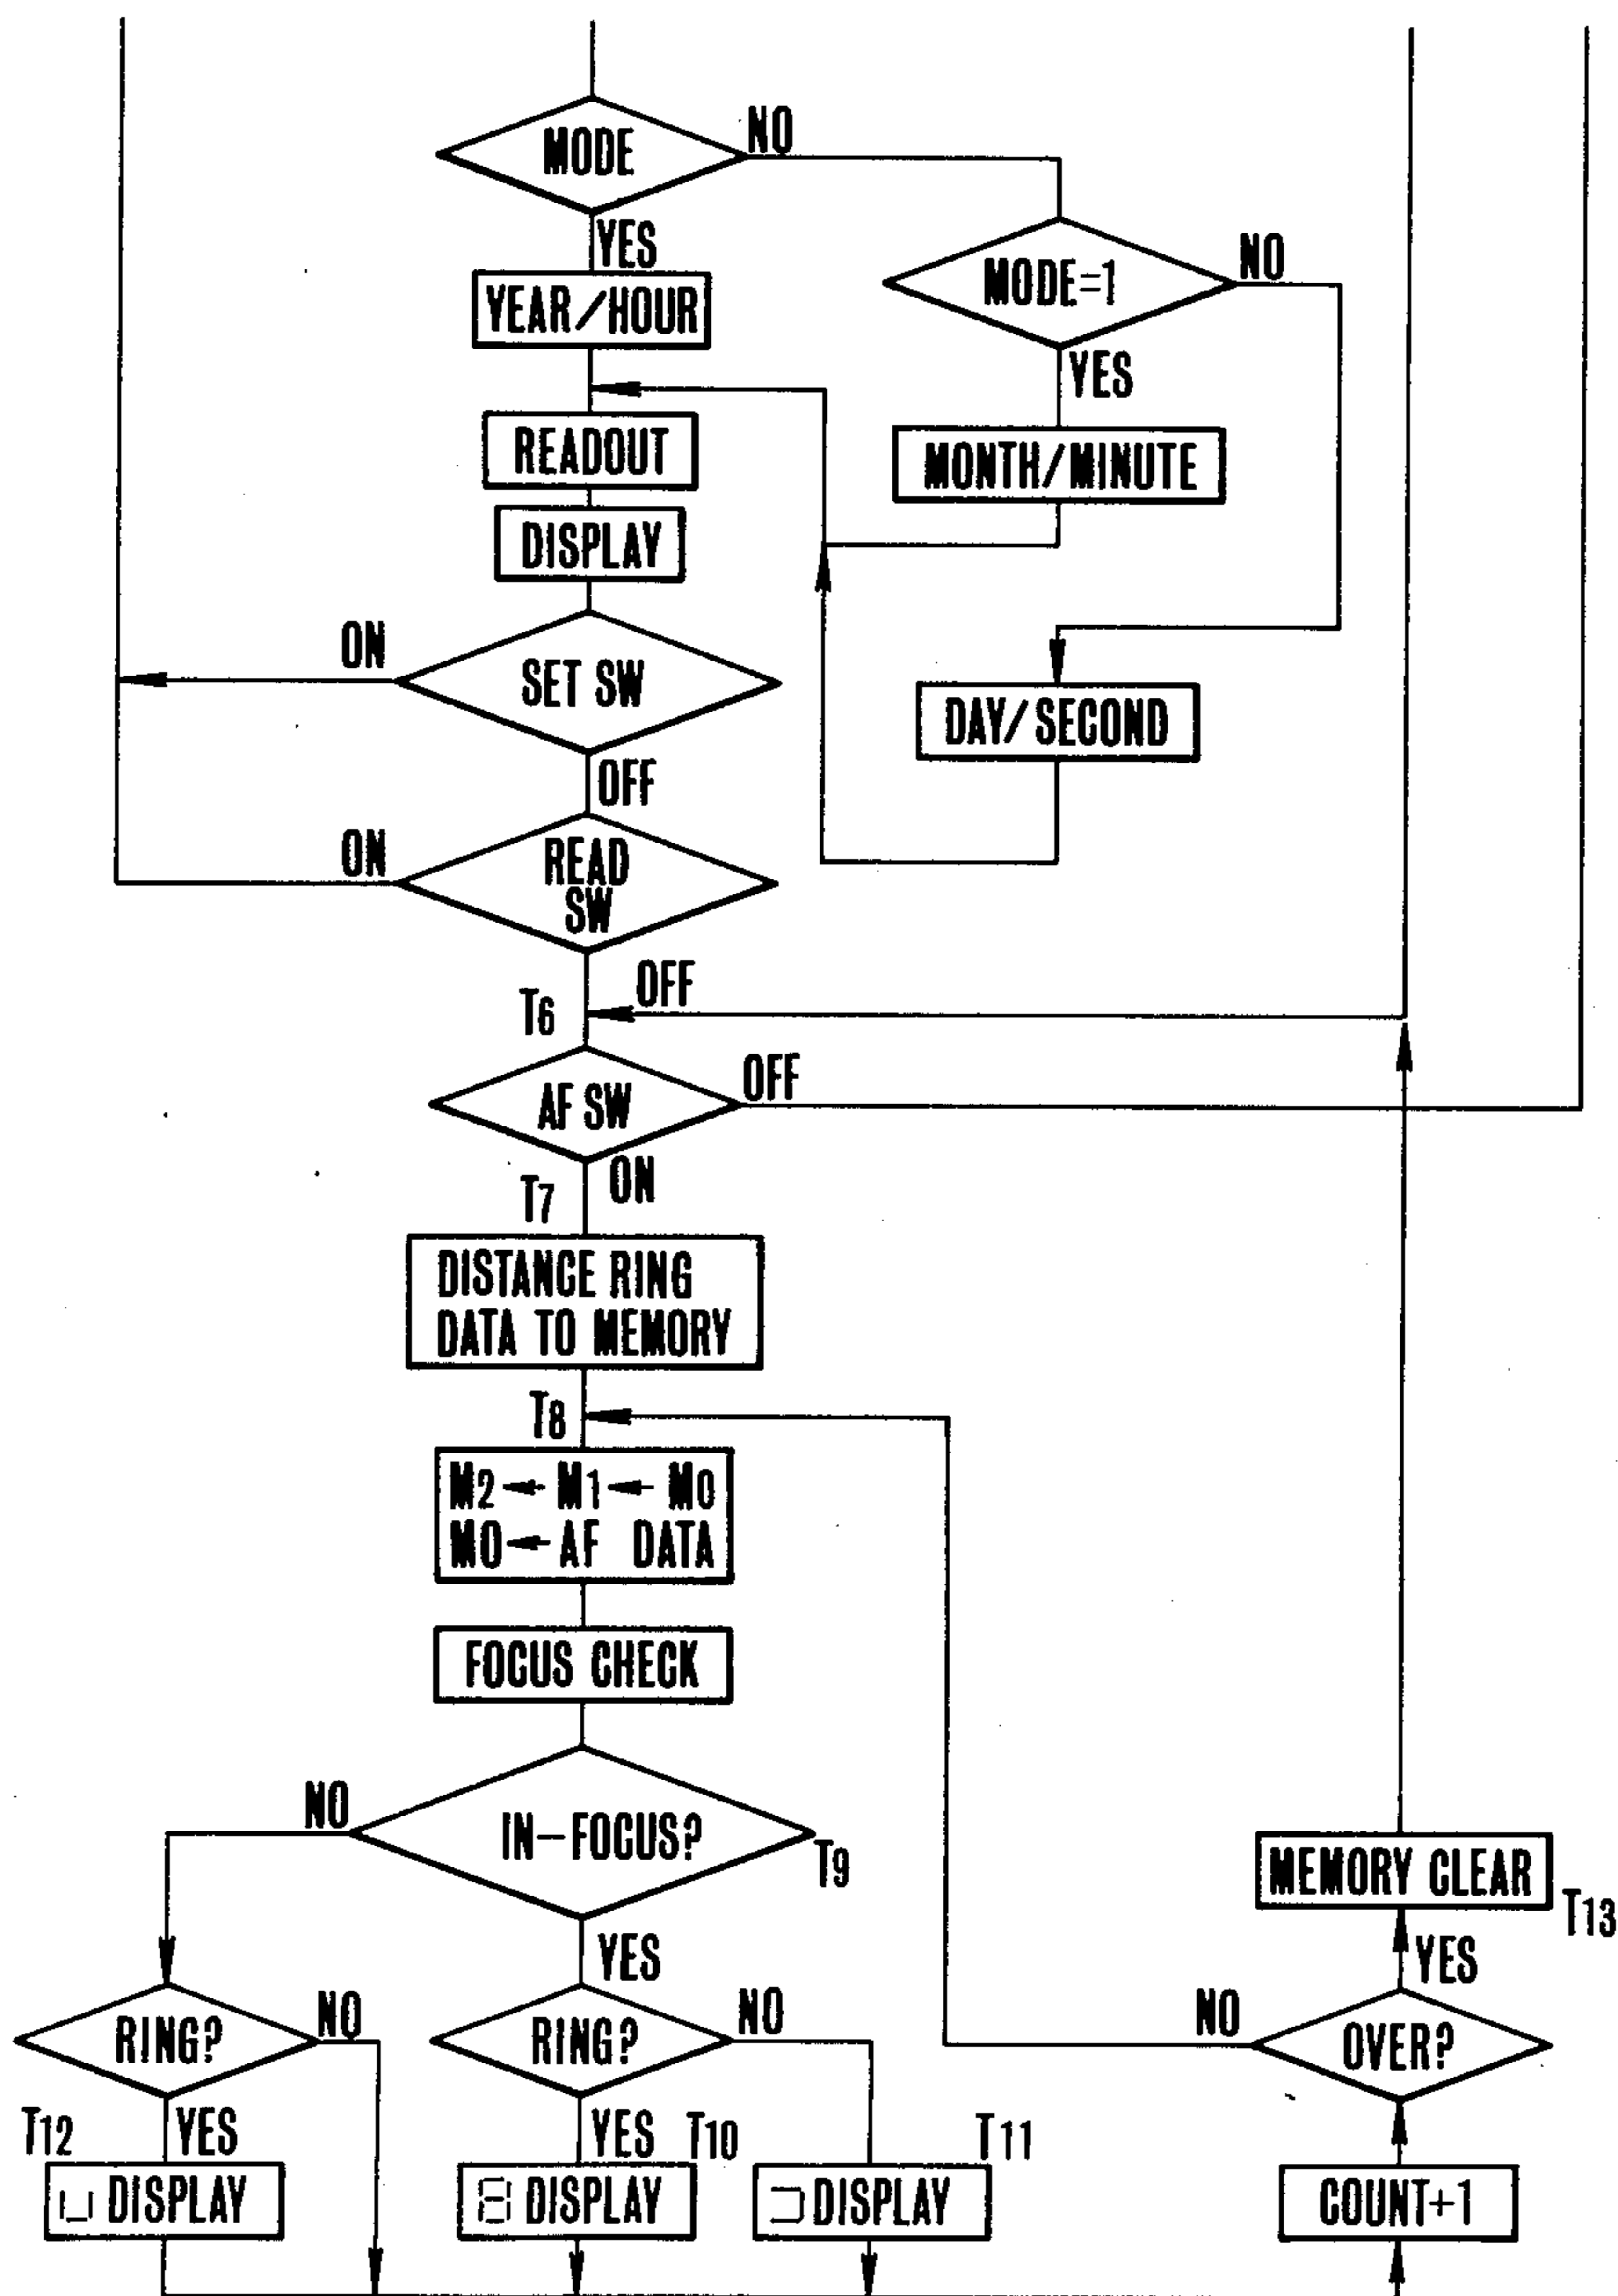 MODE
NO
YES
YEAR/HOUR
MODE=1
NO
YES
READOUT
MONTH/MINUTE
DISPLAY
ON
SET SW
DAY/SECOND
OFF
ON
READ
SW
T6
OFF
AF SW
OFF
T7
ON
DISTANCE RING
DATA TO MEMORY
T8
M2←M1←M0
M0←AF DATA
FOCUS CHECK
NO
IN-FOCUS?
T9
MEMORY CLEAR
T13
YES
YES
RING?
NO
RING?
NO
NO
OVER?
T12
YES
YES
T10
T11
DISPLAY
8 DISPLAY
DISPLAY
COUNT+1